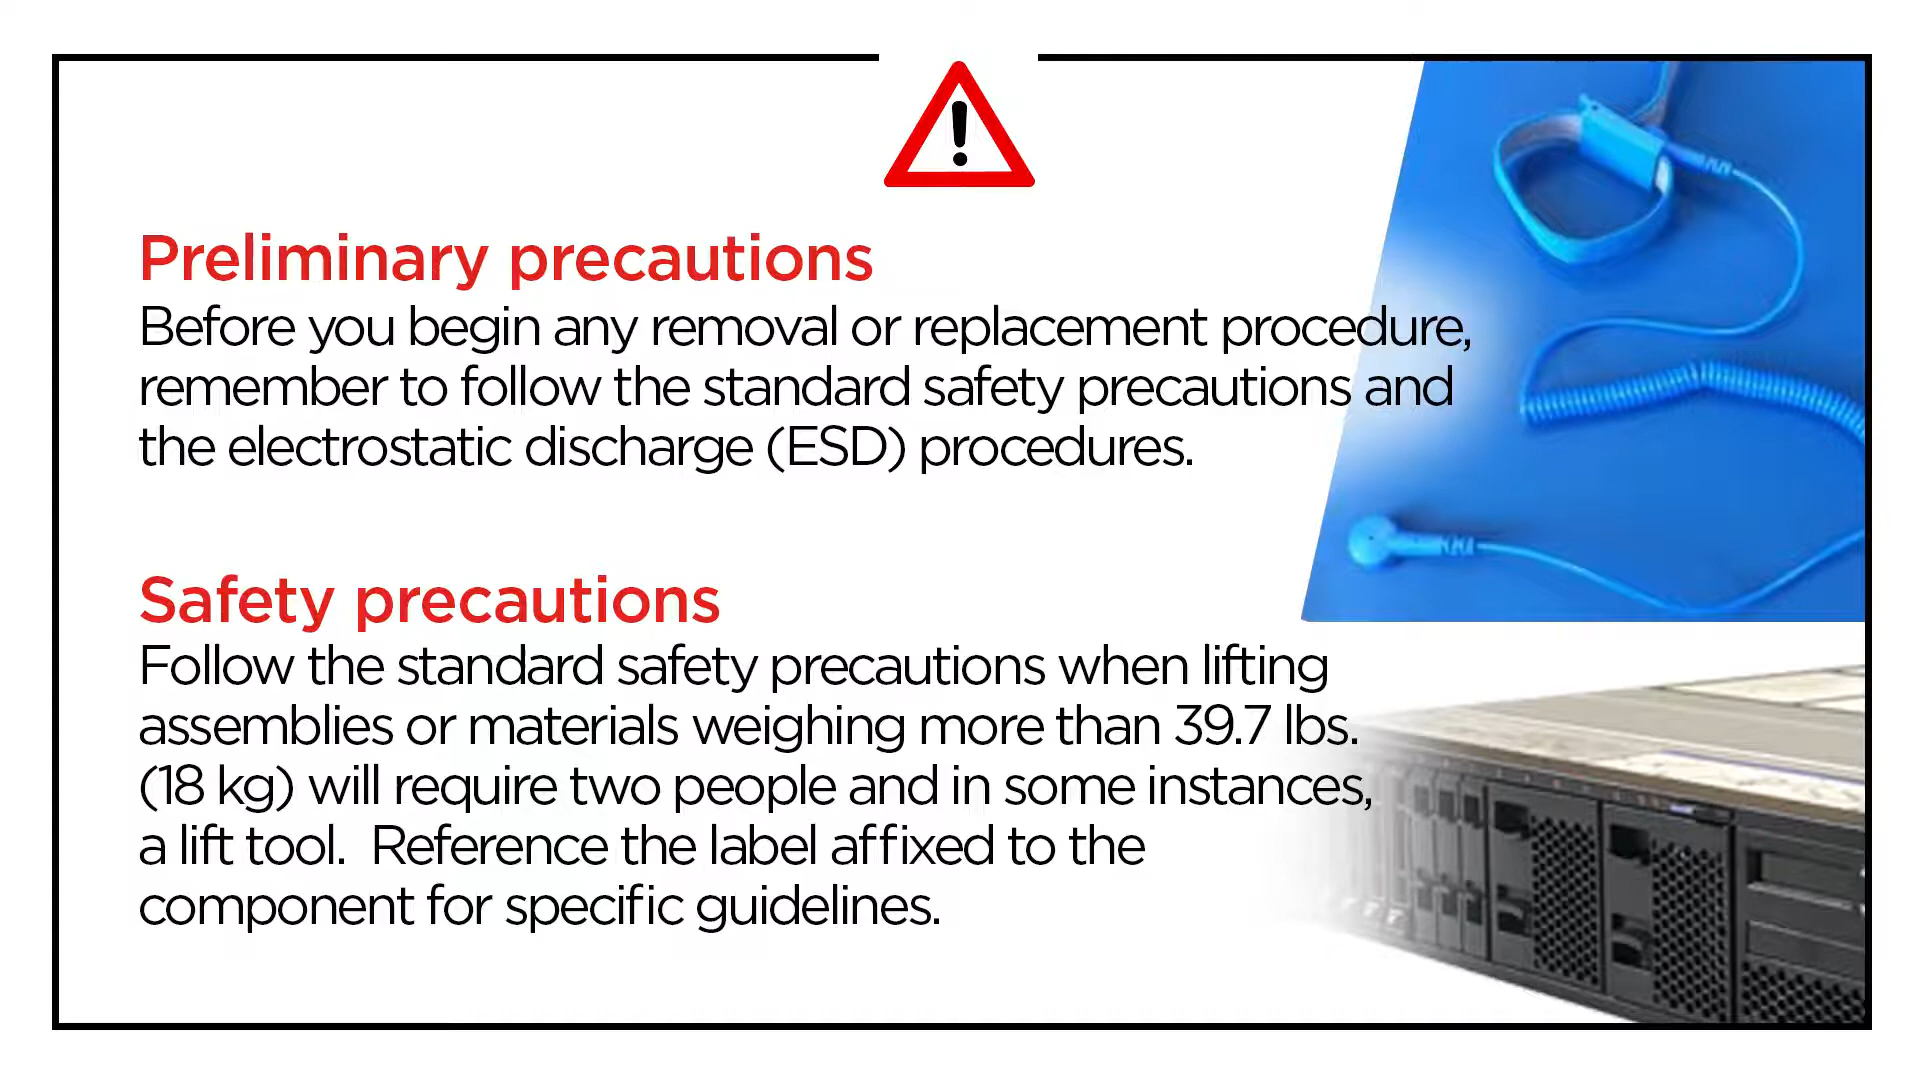 Preliminary precautions
Before you begin any removal or replacement procedure,
remember to follow the standard safety precautions and
the electrostatic discharge (ESD) procedures.
Safety precautions
Follow the standard safety precautions when lifting
assemblies or materials weighing more than 39.7 lbs.
(18 kg) will require two people and in some instances,
a lift tool.  Reference the label affixed to the
component for specific guidelines.